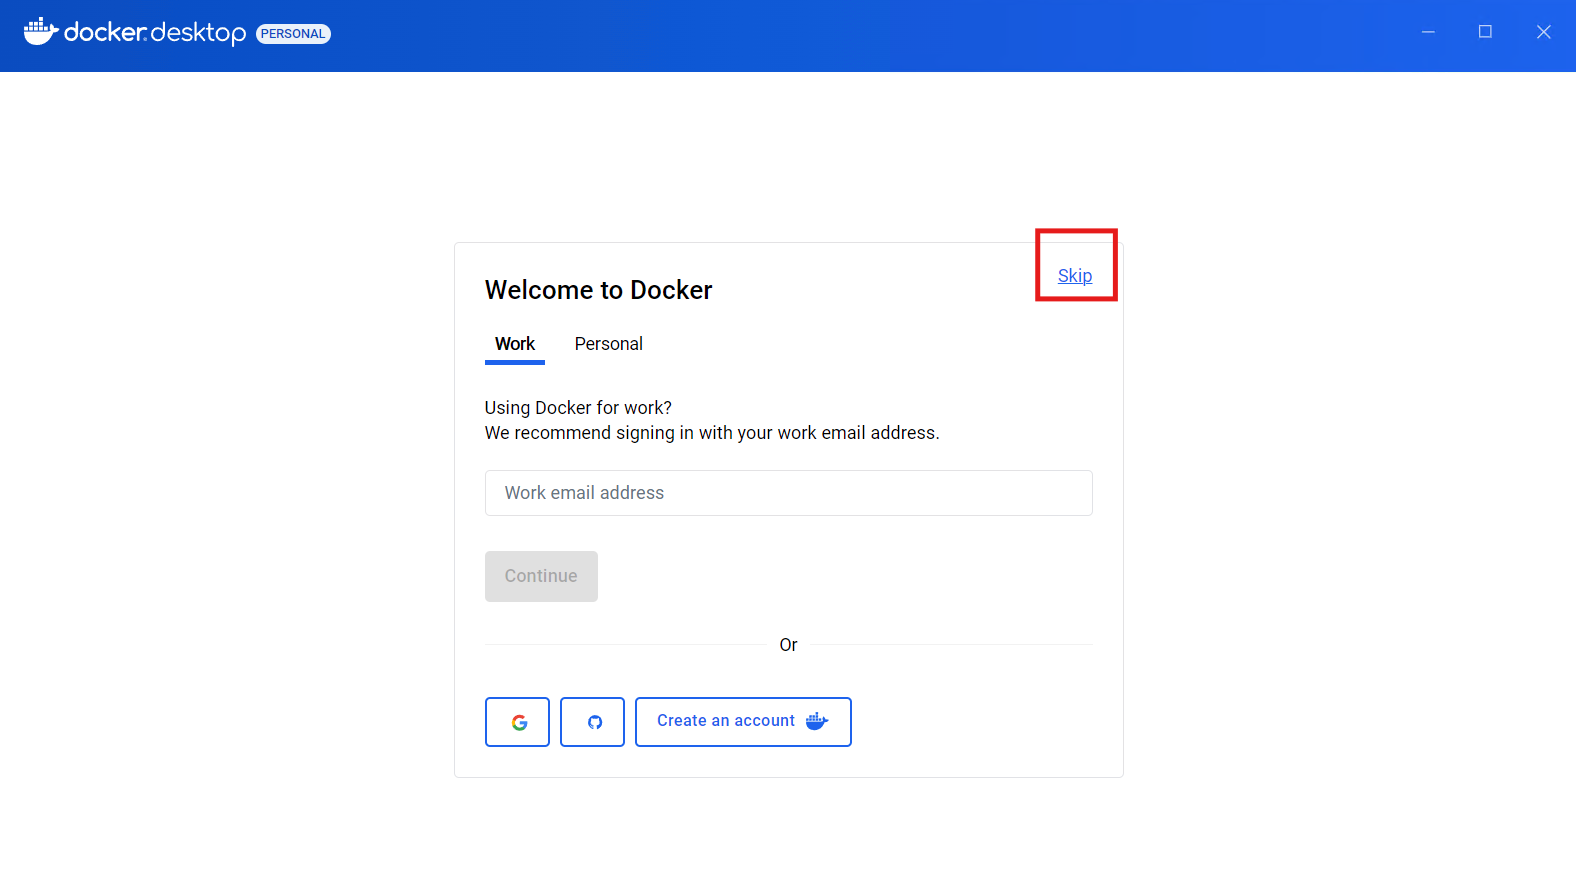 docker.desktop PERSONAL
Skip
Welcome to Docker
Work Personal
Using Docker for work?
We recommend signing in with your work email address.
Work email address
Continue
Or
Create an account